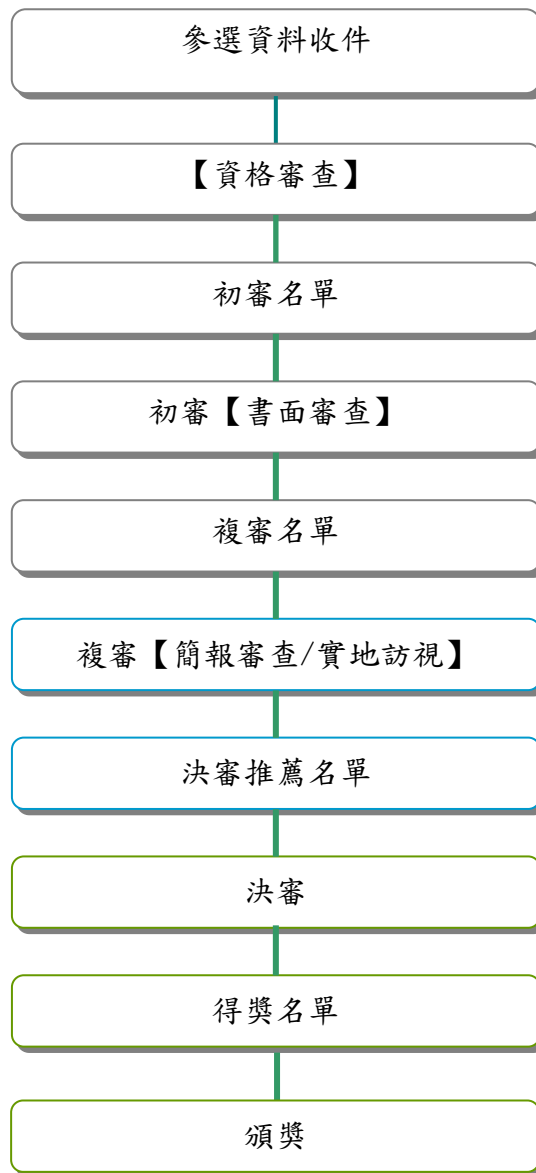 參選資料收件
【資格審查】
初審名單
初審【書面審查】
複審名單
複審【簡報審查/實地訪視】
決審推薦名單
決審
得獎名單
頒獎